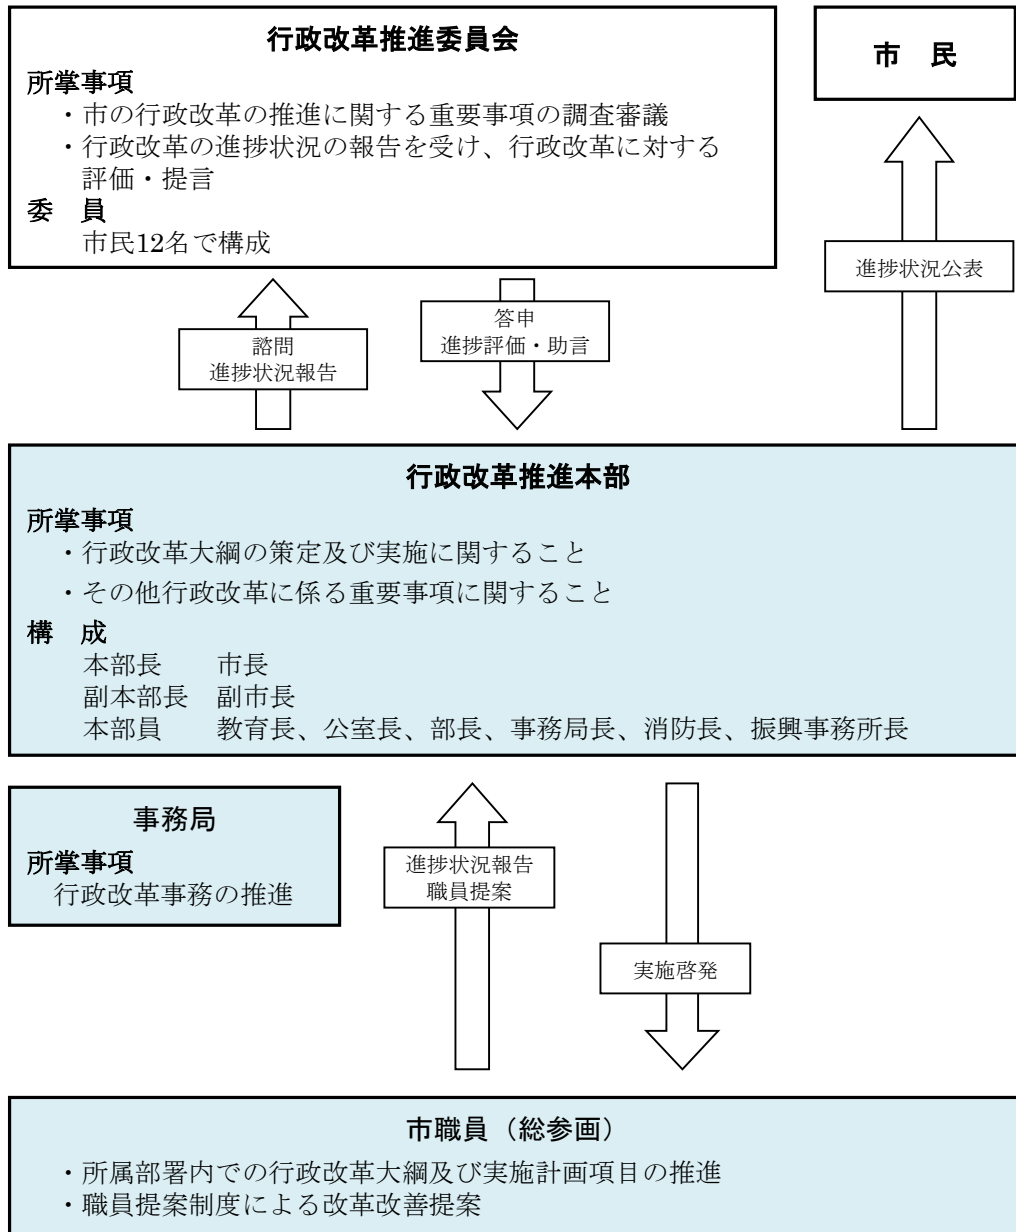 行政改革推進委員会
所掌事項
・市の行政改革の推進に関する重要事項の調査審議
・行政改革の進捗状況の報告を受け、行政改革に対する
評価・提言
委　員
市民12名で構成
市　民
進捗状況公表
諮問
進捗状況報告
答申
進捗評価・助言
行政改革推進本部
所掌事項
・行政改革大綱の策定及び実施に関すること
・その他行政改革に係る重要事項に関すること
構　成
本部長　　市長
副本部長　副市長
本部員　　教育長、公室長、部長、事務局長、消防長、振興事務所長
事務局
所掌事項
行政改革事務の推進
進捗状況報告
職員提案
実施啓発
市職員（総参画）
・所属部署内での行政改革大綱及び実施計画項目の推進
・職員提案制度による改革改善提案